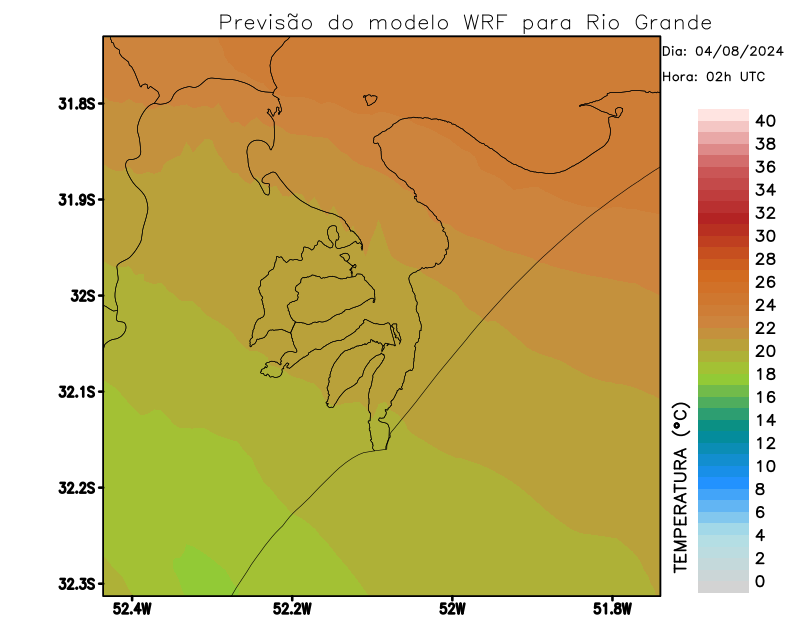 Previsão do modelo WRF para Rio Grande
Dia: 04/08/2024
Hora: 02h UTC
31.8S
31.9S
32S
32.1S
32.2S
32.3S
52.4W
52.2W
52W
51.8W
TEMPERATURA (°C)
40
38
36
34
32
30
28
26
24
22
20
18
16
14
12
10
8
6
4
2
0